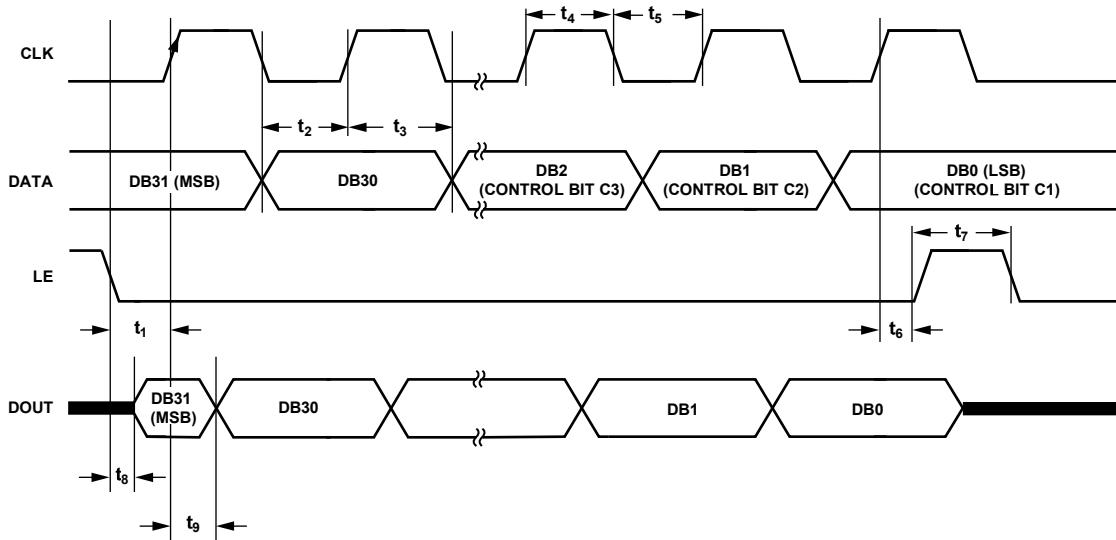 CLK
t4
t5
t2
t3
DATA
DB31 (MSB)
DB30
DB2
(CONTROL BIT C3)
DB1
(CONTROL BIT C2)
DB0 (LSB)
(CONTROL BIT C1)
LE
t7
t1
t6
DOUT
DB31
(MSB)
DB30
DB1
DB0
t8
t9